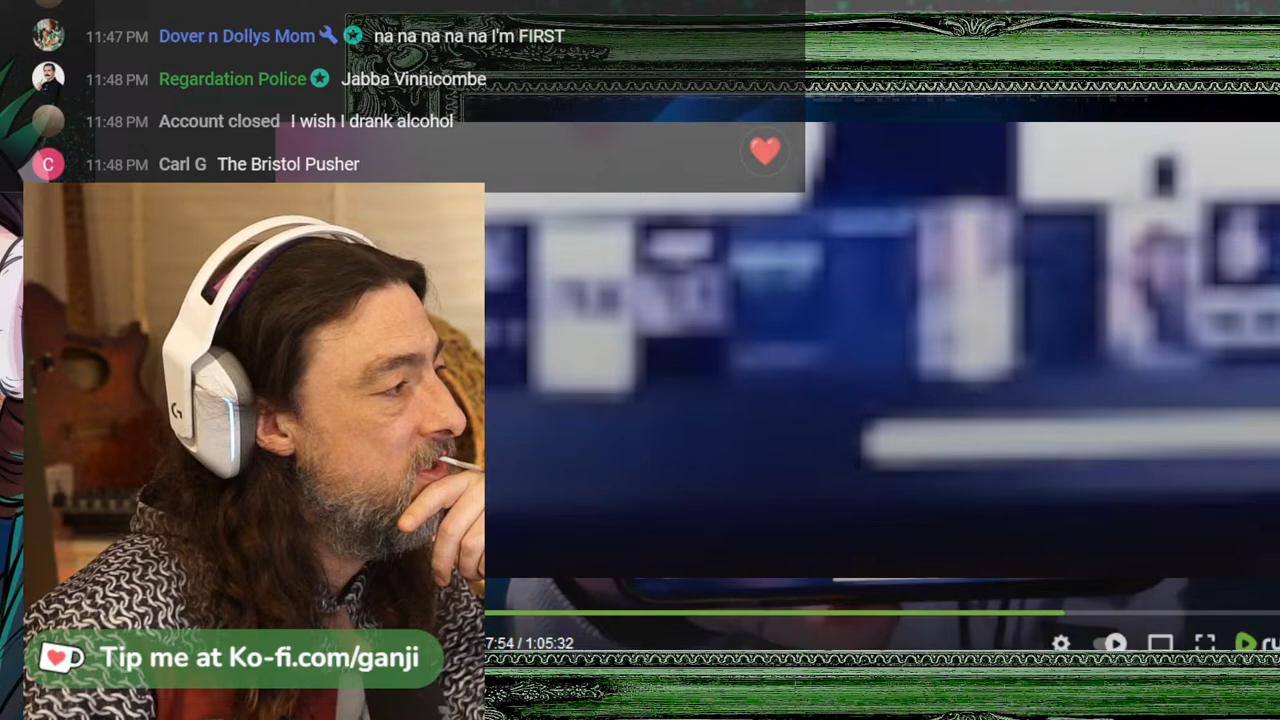 11:47 PM Dover n Dollys Mom na na na na na I'm FIRST
11:48 PM Regardation Police Jabba Vinnicombe
11:48 PM Account closed I wish I drank alcohol
C 11:48 PM Carl G The Bristol Pusher
G
7:54 / 1:05:32
Tip me at Ko-fi.com/ganji